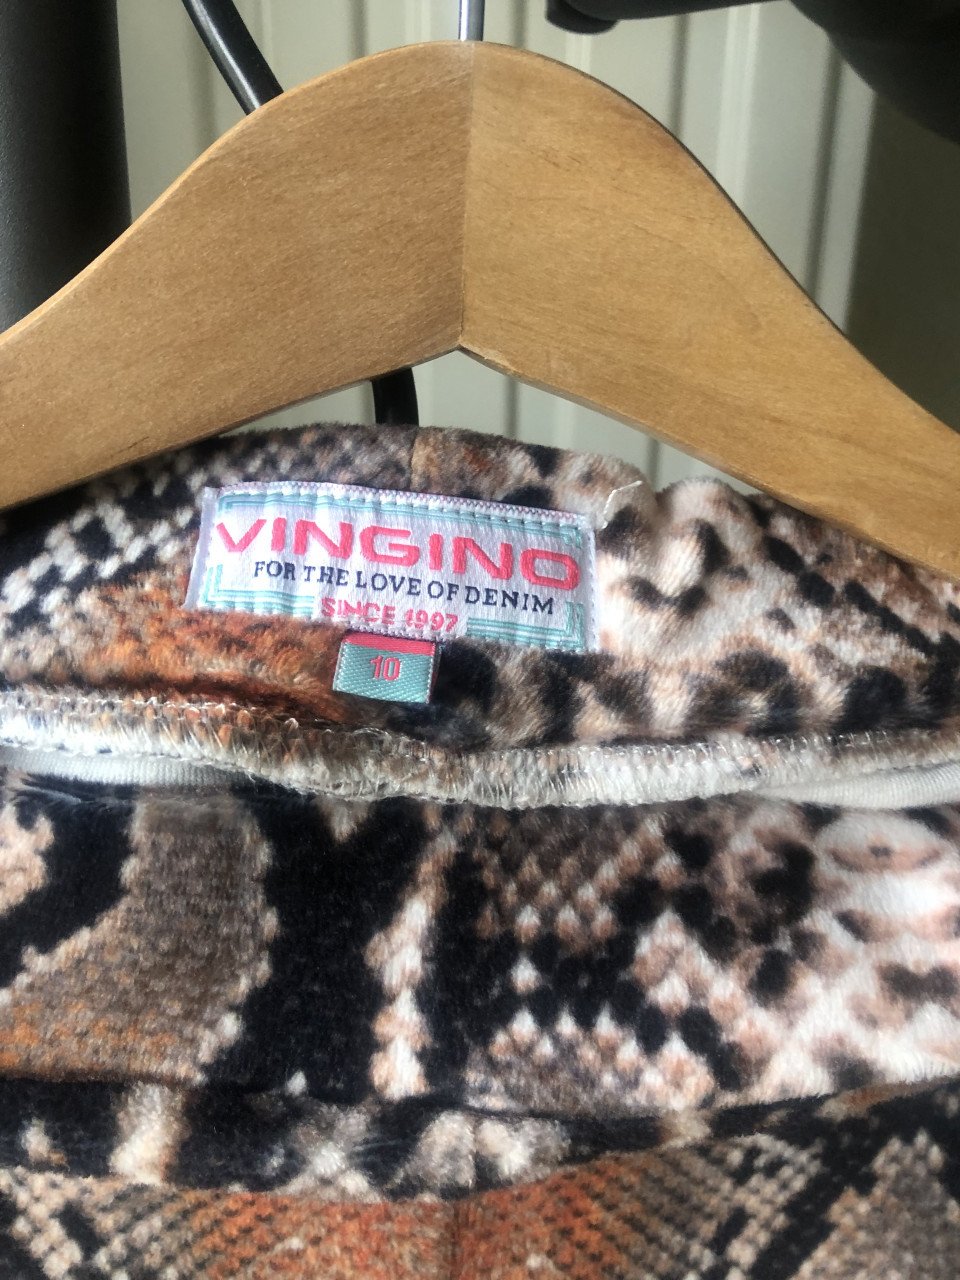 VINGINO
FOR THE LOVE OF DENIM
SINCE 1997
10